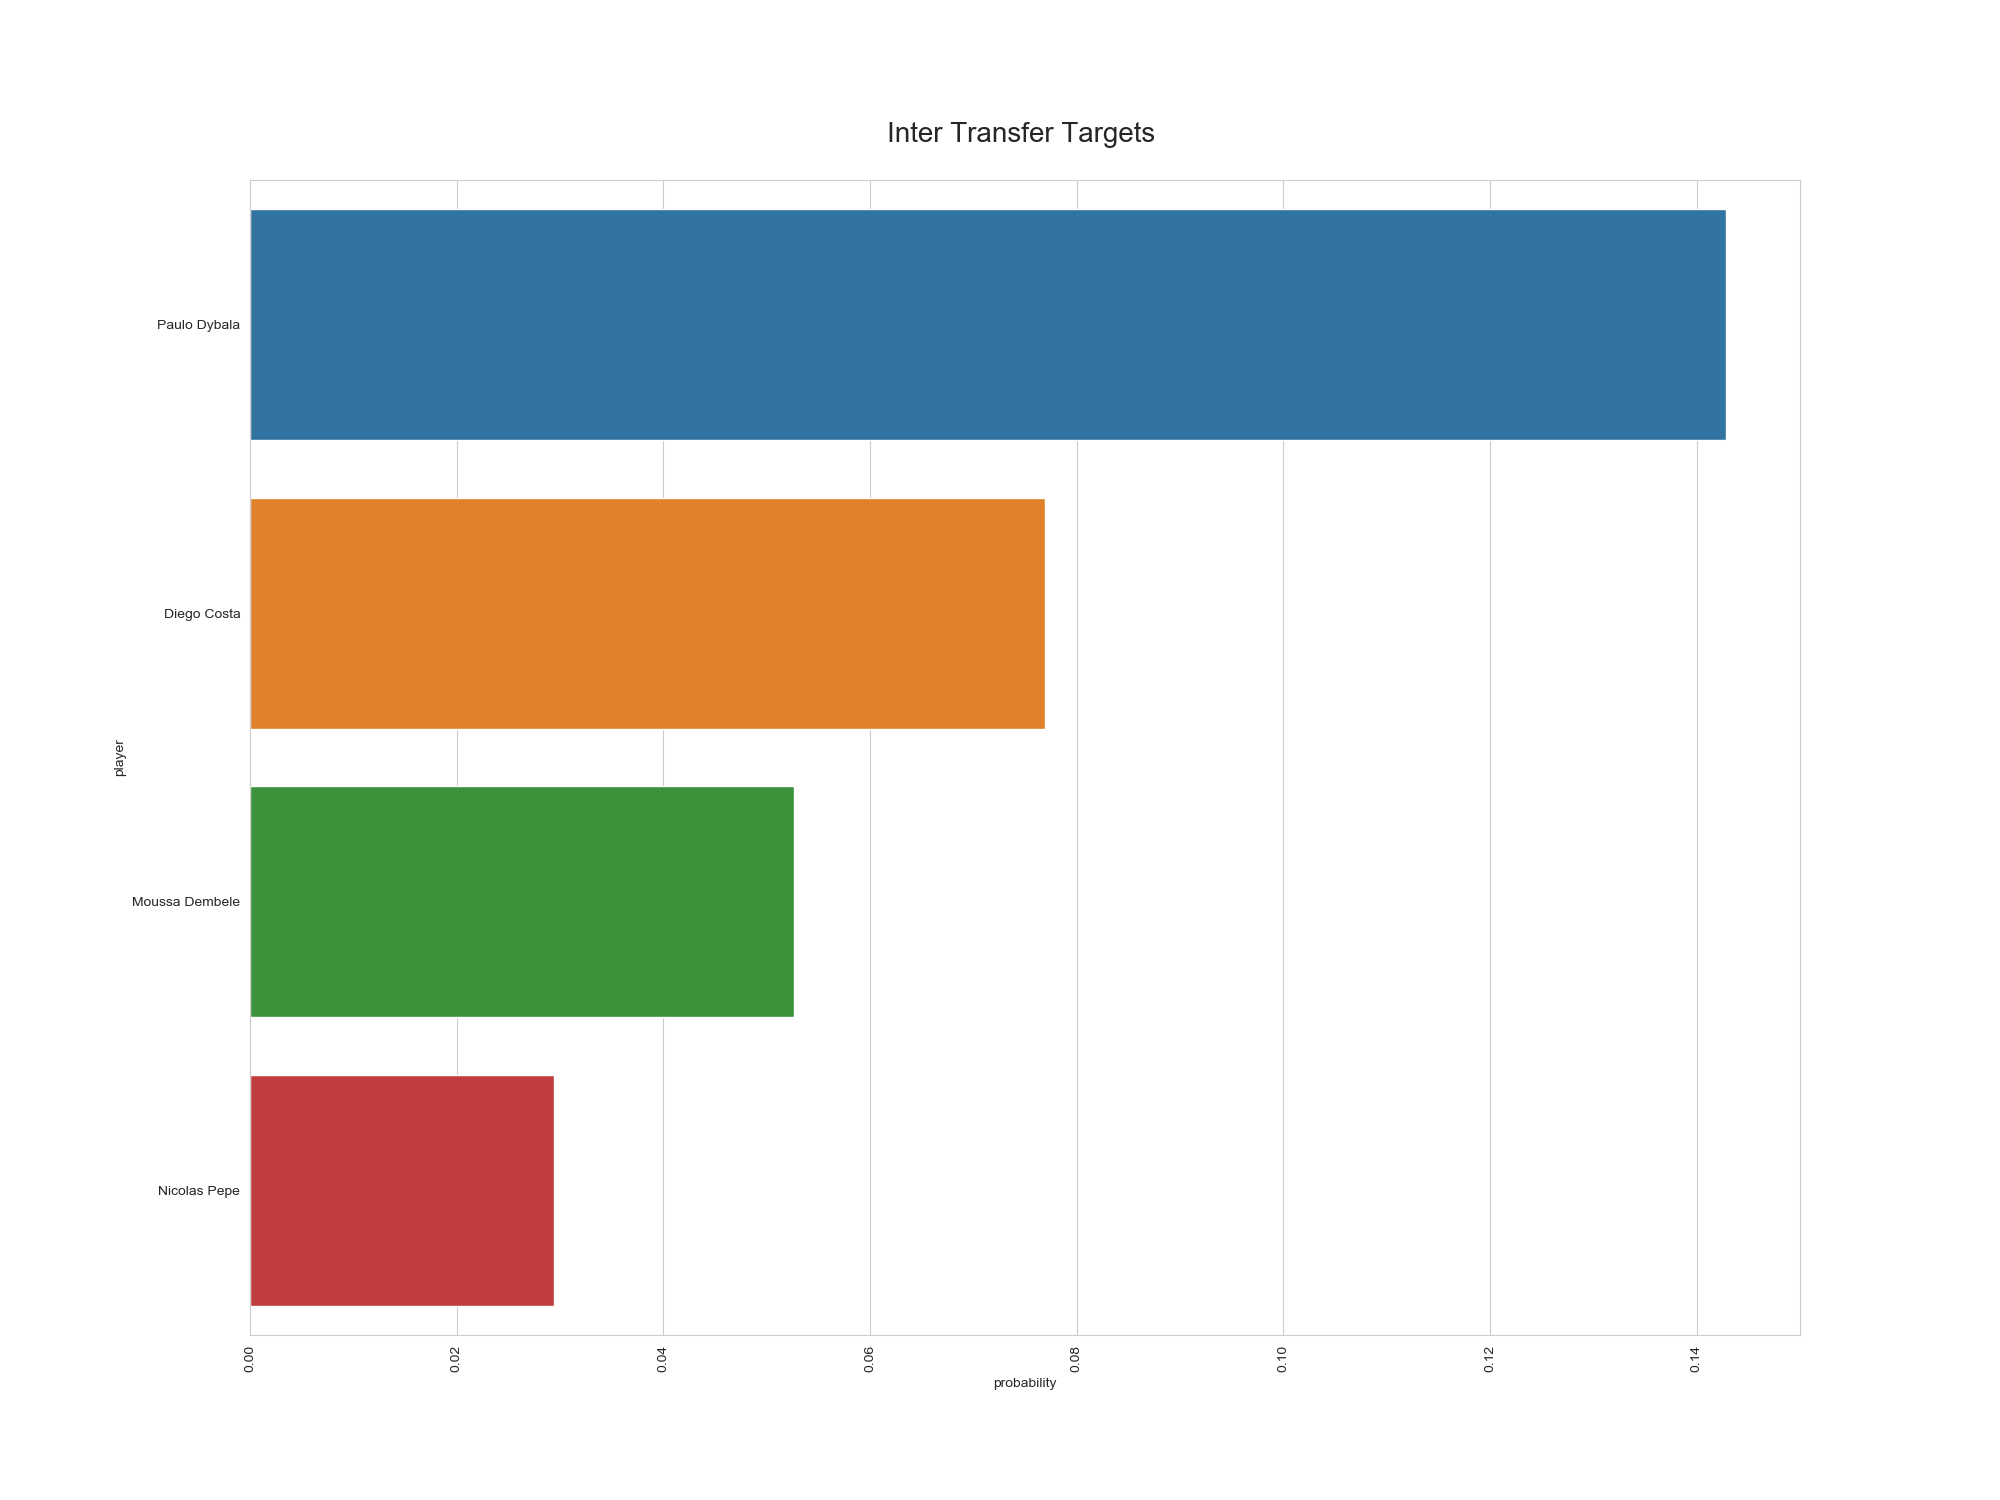 Inter Transfer Targets
Paulo Dybala
Diego Costa
player
Moussa Dembele
Nicolas Pepe
0.00
0.02
0.04
0.06
0.08
0.10
0.12
0.14
probability